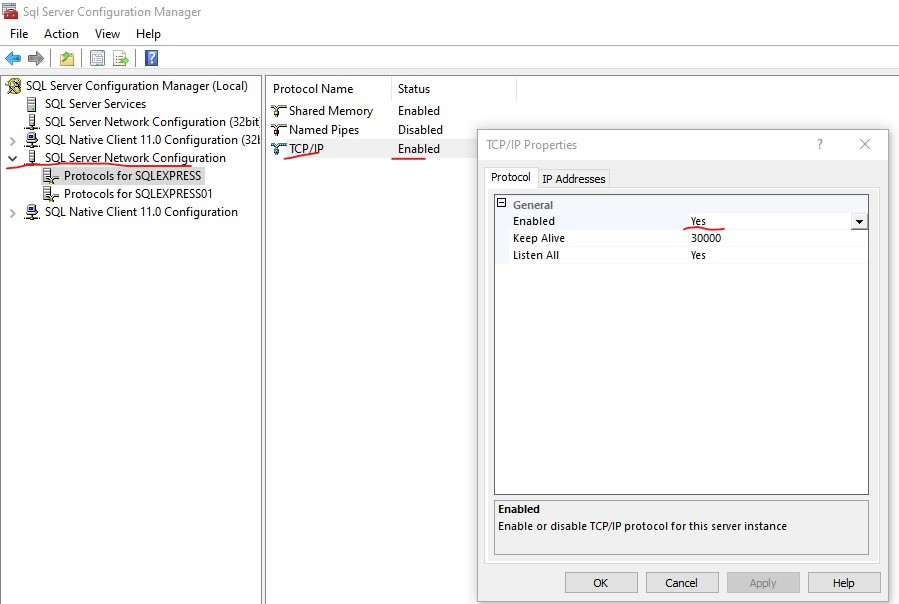 Sql Server Configuration Manager
File Action View Help
SQL Server Configuration Manager (Local)
SQL Server Services
SQL Server Network Configuration (32bit
SQL Native Client 11.0 Configuration (32l
SQL Server Network Configuration
Protocols for SQLEXPRESS
Protocols for SQLEXPRESS01
SQL Native Client 11.0 Configuration
Protocol Name Status
Shared Memory Enabled
Named Pipes Disabled
TCP/IP Enabled
TCP/IP Properties
Protocol IP Addresses
General
Enabled Yes
Keep Alive 30000
Listen All Yes
Enabled
Enable or disable TCP/IP protocol for this server instance
OK Cancel Apply Help